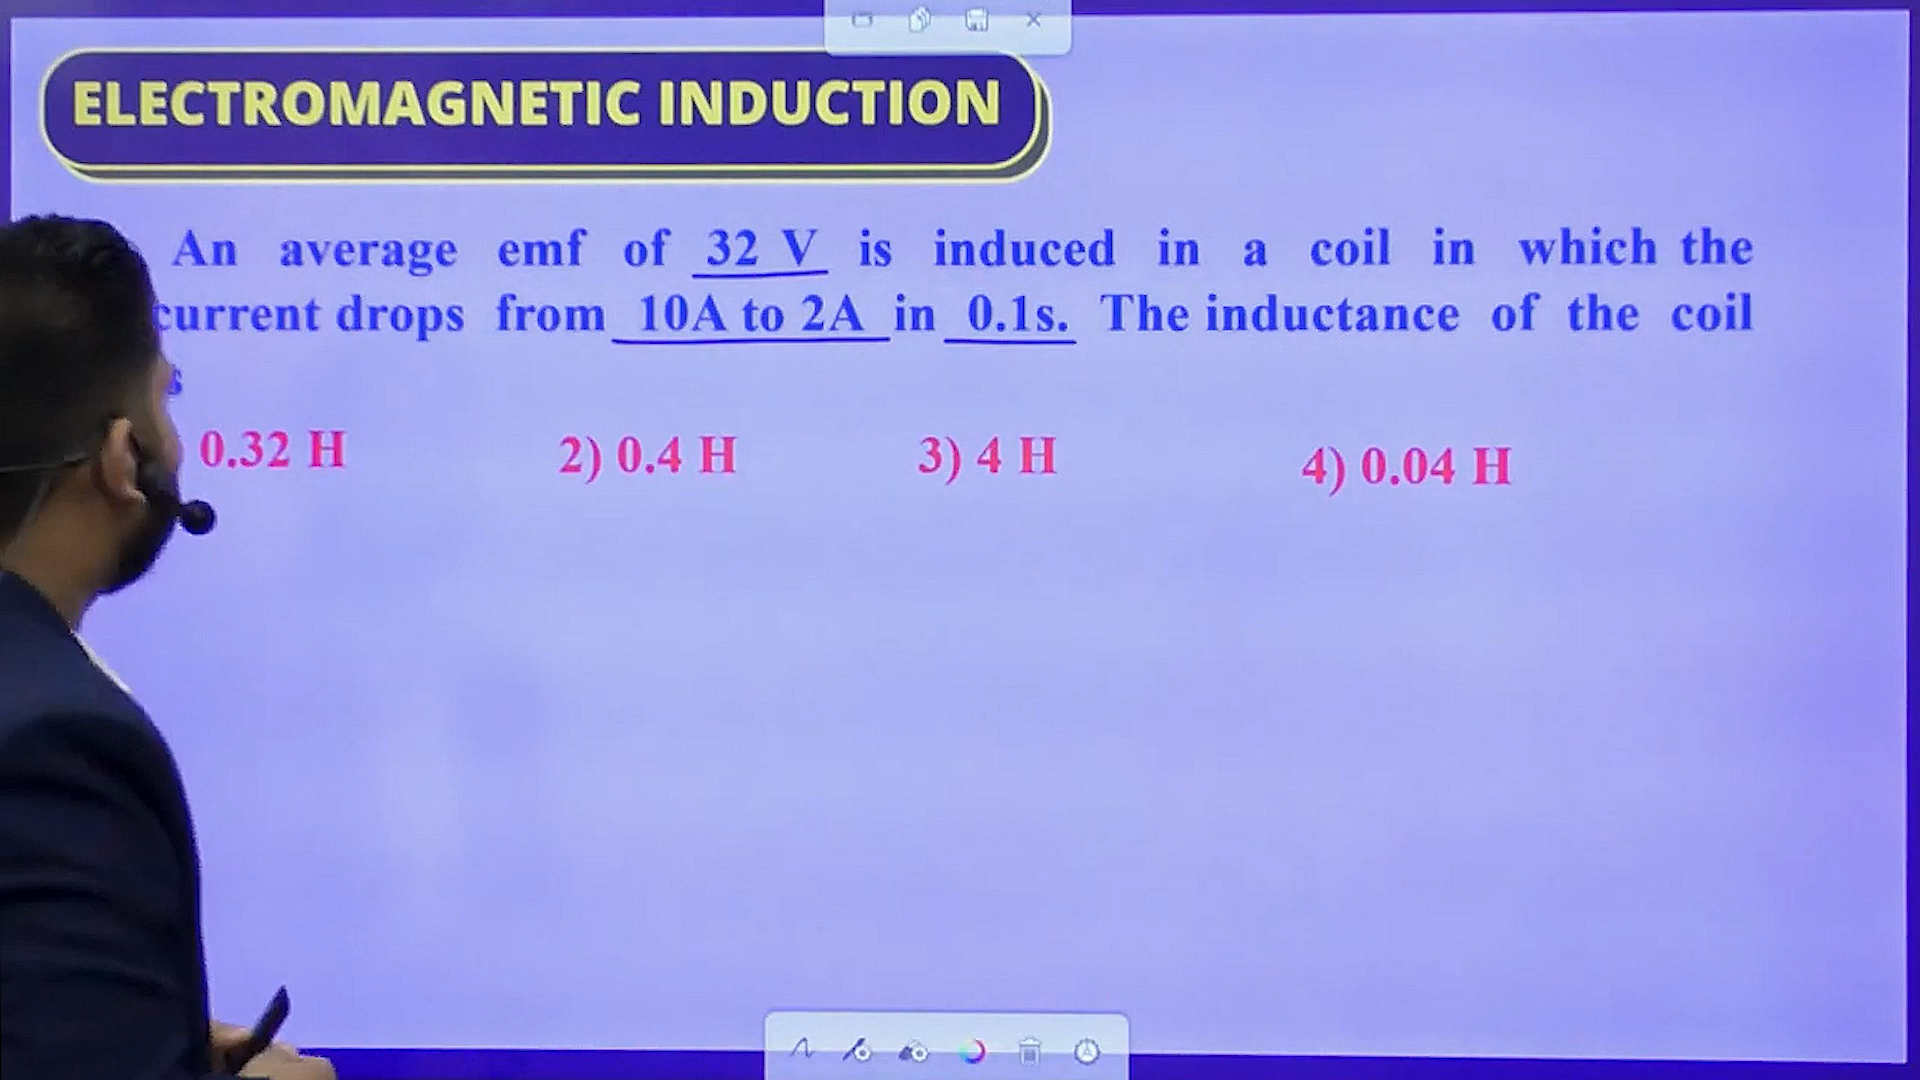 ELECTROMAGNETIC INDUCTION
An average emf of 32 V is induced in a coil in which the
current drops from 10A to 2A in 0.1s. The inductance of the coil
0.32 H 2) 0.4 H 3) 4 H 4) 0.04 H